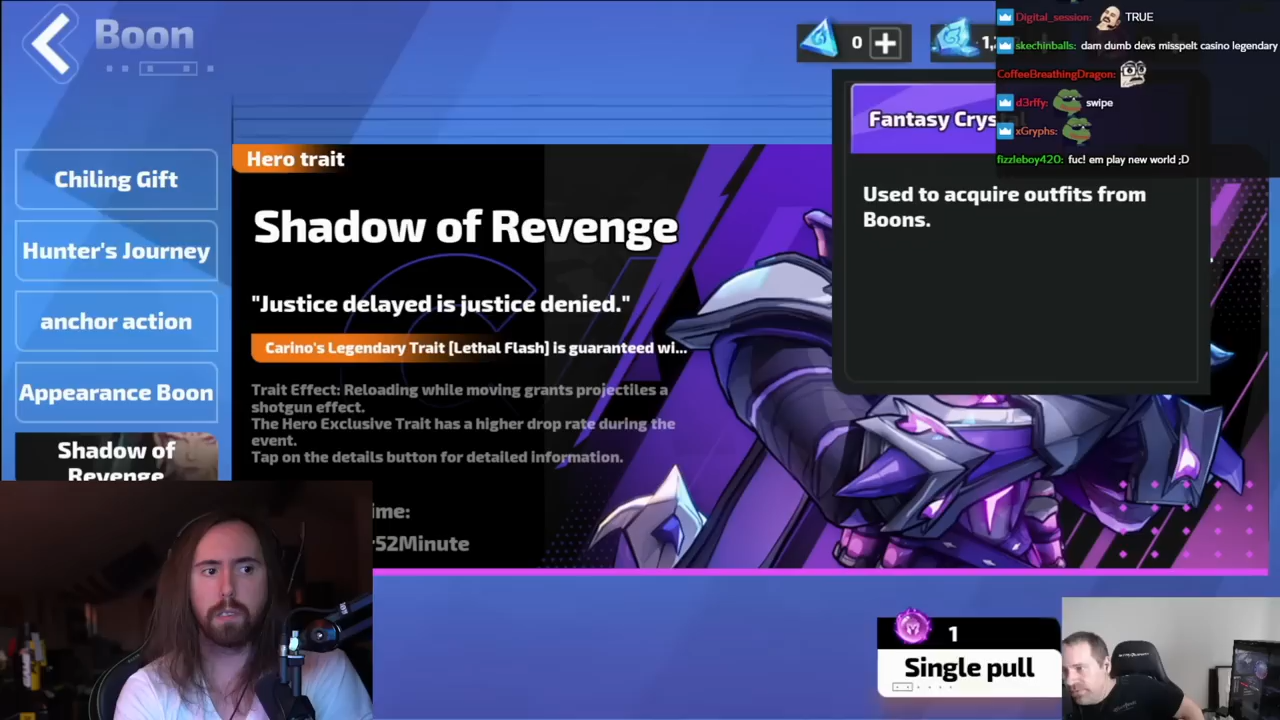 Boon
0
1,
Digital_session: TRUE
skechinballs: dam dumb devs misspelt casino legendary
CoffeeBreathingDragon:
d3rffy: swipe
xGryphs:
fizzleboy420: fuc! em play new world ;D
Fantasy Crystal
Used to acquire outfits from
Boons.
Chiling Gift
Hunter's Journey
anchor action
Appearance Boon
Shadow of
Revenge
Hero trait
Shadow of Revenge
"Justice delayed is justice denied."
Carino's Legendary Trait [Lethal Flash] is guaranteed wi...
Trait Effect: Reloading while moving grants projectiles a
shotgun effect.
The Hero Exclusive Trait has a higher drop rate during the
event.
Tap on the details button for detailed information.
ime:
52Minute
1
Single pull